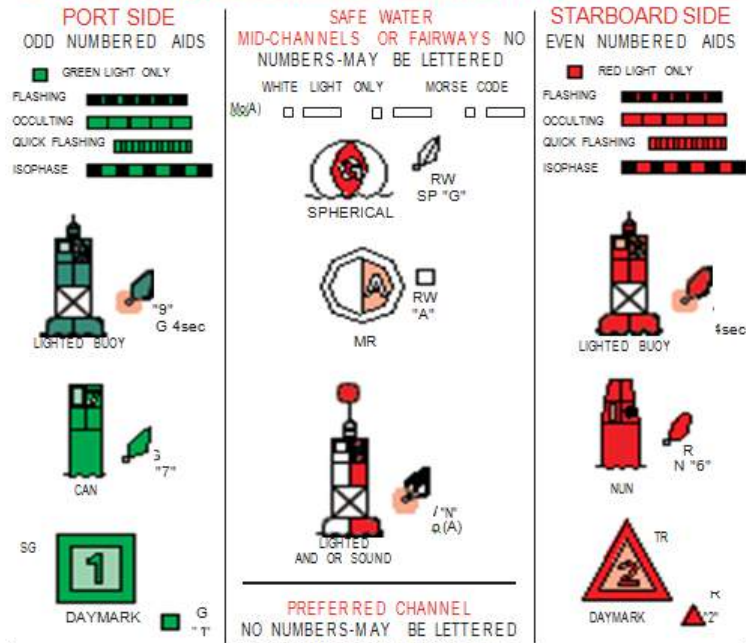 PORT SIDE
ODD NUMBERED AIDS
GREEN LIGHT ONLY
FLASHING
OCCULTING
QUICK FLASHING
ISOPHASE
"9"
G 4sec
LIGHTED BUOY
G
"7"
CAN
SG
1
DAYMARK
G
"1"
SAFE WATER
MID-CHANNELS OR FAIRWAYS NO
NUMBERS-MAY BE LETTERED
WHITE LIGHT ONLY MORSE CODE
Mo(A)
RW
SP "G"
SPHERICAL
A
RW
"A"
MR
"N"
(A)
LIGHTED
AND OR SOUND
PREFERRED CHANNEL
NO NUMBERS-MAY BE LETTERED
STARBOARD SIDE
EVEN NUMBERED AIDS
RED LIGHT ONLY
FLASHING
OCCULTING
QUICK FLASHING
ISOPHASE
4sec
LIGHTED BUOY
R
N "6"
NUN
TR
2
DAYMARK
R
"2"